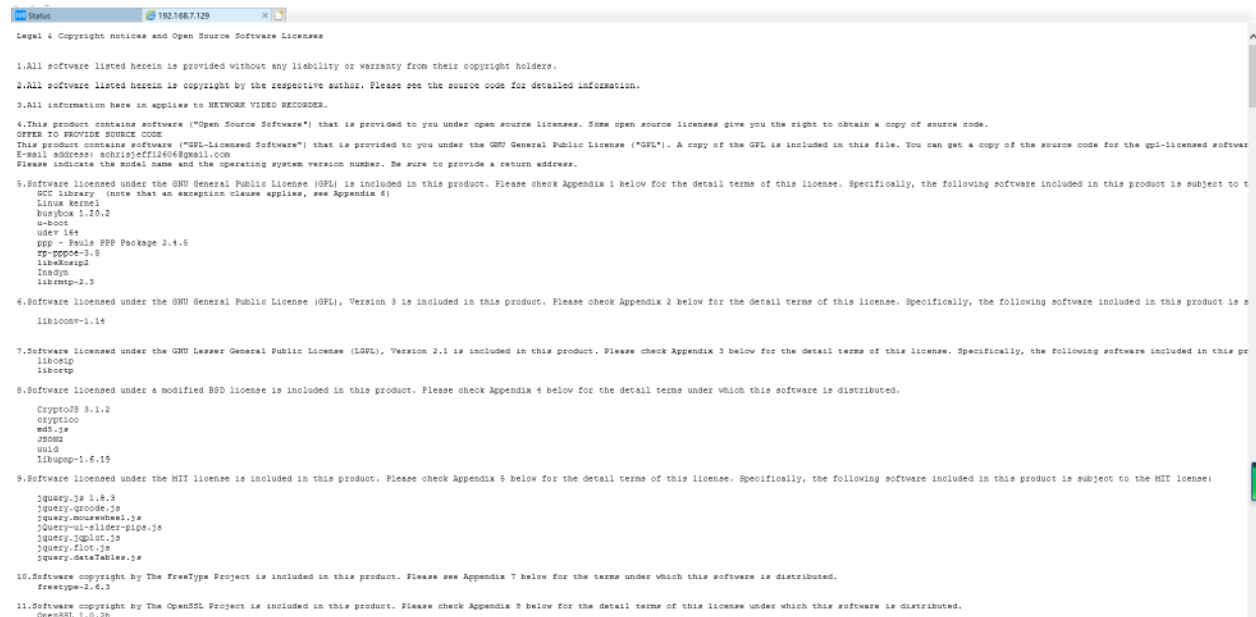 Status
192.168.7.129
Legal & Copyright notices and Open Source Software Licenses
1.All software listed herein is provided without any liability or warranty from their copyright holders.
2.All software listed herein is copyright by the respective author. Please see the source code for detailed information.
3.All information here in applies to NETWORK VIDEO RECORDER.
4.This product contains software ("Open Source Software") that is provided to you under open source licenses. Some open source licenses give you the right to obtain a copy of source code.
OFFER TO PROVIDE SOURCE CODE
This product contains software ("GPL-Licensed Software") that is provided to you under the GNU General Public License ("GPL"). A copy of the GPL is included in this file. You can get a copy of the source code for the gpl-licensed softwar
E-mail address: achrisjeff12606@gmail.com
Please indicate the model name and the operating system version number. Be sure to provide a return address.
5.Software licensed under the GNU General Public License (GPL) is included in this product. Please check Appendix 1 below for the detail terms of this license. Specifically, the following software included in this product is subject to t
GCC library (note that an exception clause applies, see Appendix 6)
Linux kernel
busybox 1.20.2
u-boot
udev 164
ppp - Pauls PPP Package 2.4.5
rp-pppoe-3.8
libeXosip2
Inadyn
librmtp-2.3
6.Software licensed under the GNU General Public License (GPL), Version 3 is included in this product. Please check Appendix 2 below for the detail terms of this license. Specifically, the following software included in this product is s
libiconv-1.14
7.Software licensed under the GNU Lesser General Public License (LGPL), Version 2.1 is included in this product. Please check Appendix 3 below for the detail terms of this license. Specifically, the following software included in this pr
libosip
libortp
8.Software licensed under a modified BSD license is included in this product. Please check Appendix 4 below for the detail terms under which this software is distributed.
CryptoJS 3.1.2
cryptico
md5.js
JSON2
uuid
libupnp-1.6.19
9.Software licensed under the MIT license is included in this product. Please check Appendix 5 below for the detail terms of this license. Specifically, the following software included in this product is subject to the MIT icense:
jquery.js 1.8.3
jquery.qrcode.js
jquery.mousewheel.js
jQuery-ui-slider-pips.js
jquery.jqplot.js
jquery.flot.js
jquery.dataTables.js
10.Software copyright by The FreeType Project is included in this product. Please see Appendix 7 below for the terms under which this software is distributed.
freetype-2.6.3
11.Software copyright by The OpenSSL Project is included in this product. Please check Appendix 8 below for the detail terms of this license under which this software is distributed.
OpenSSL 1.0.2h